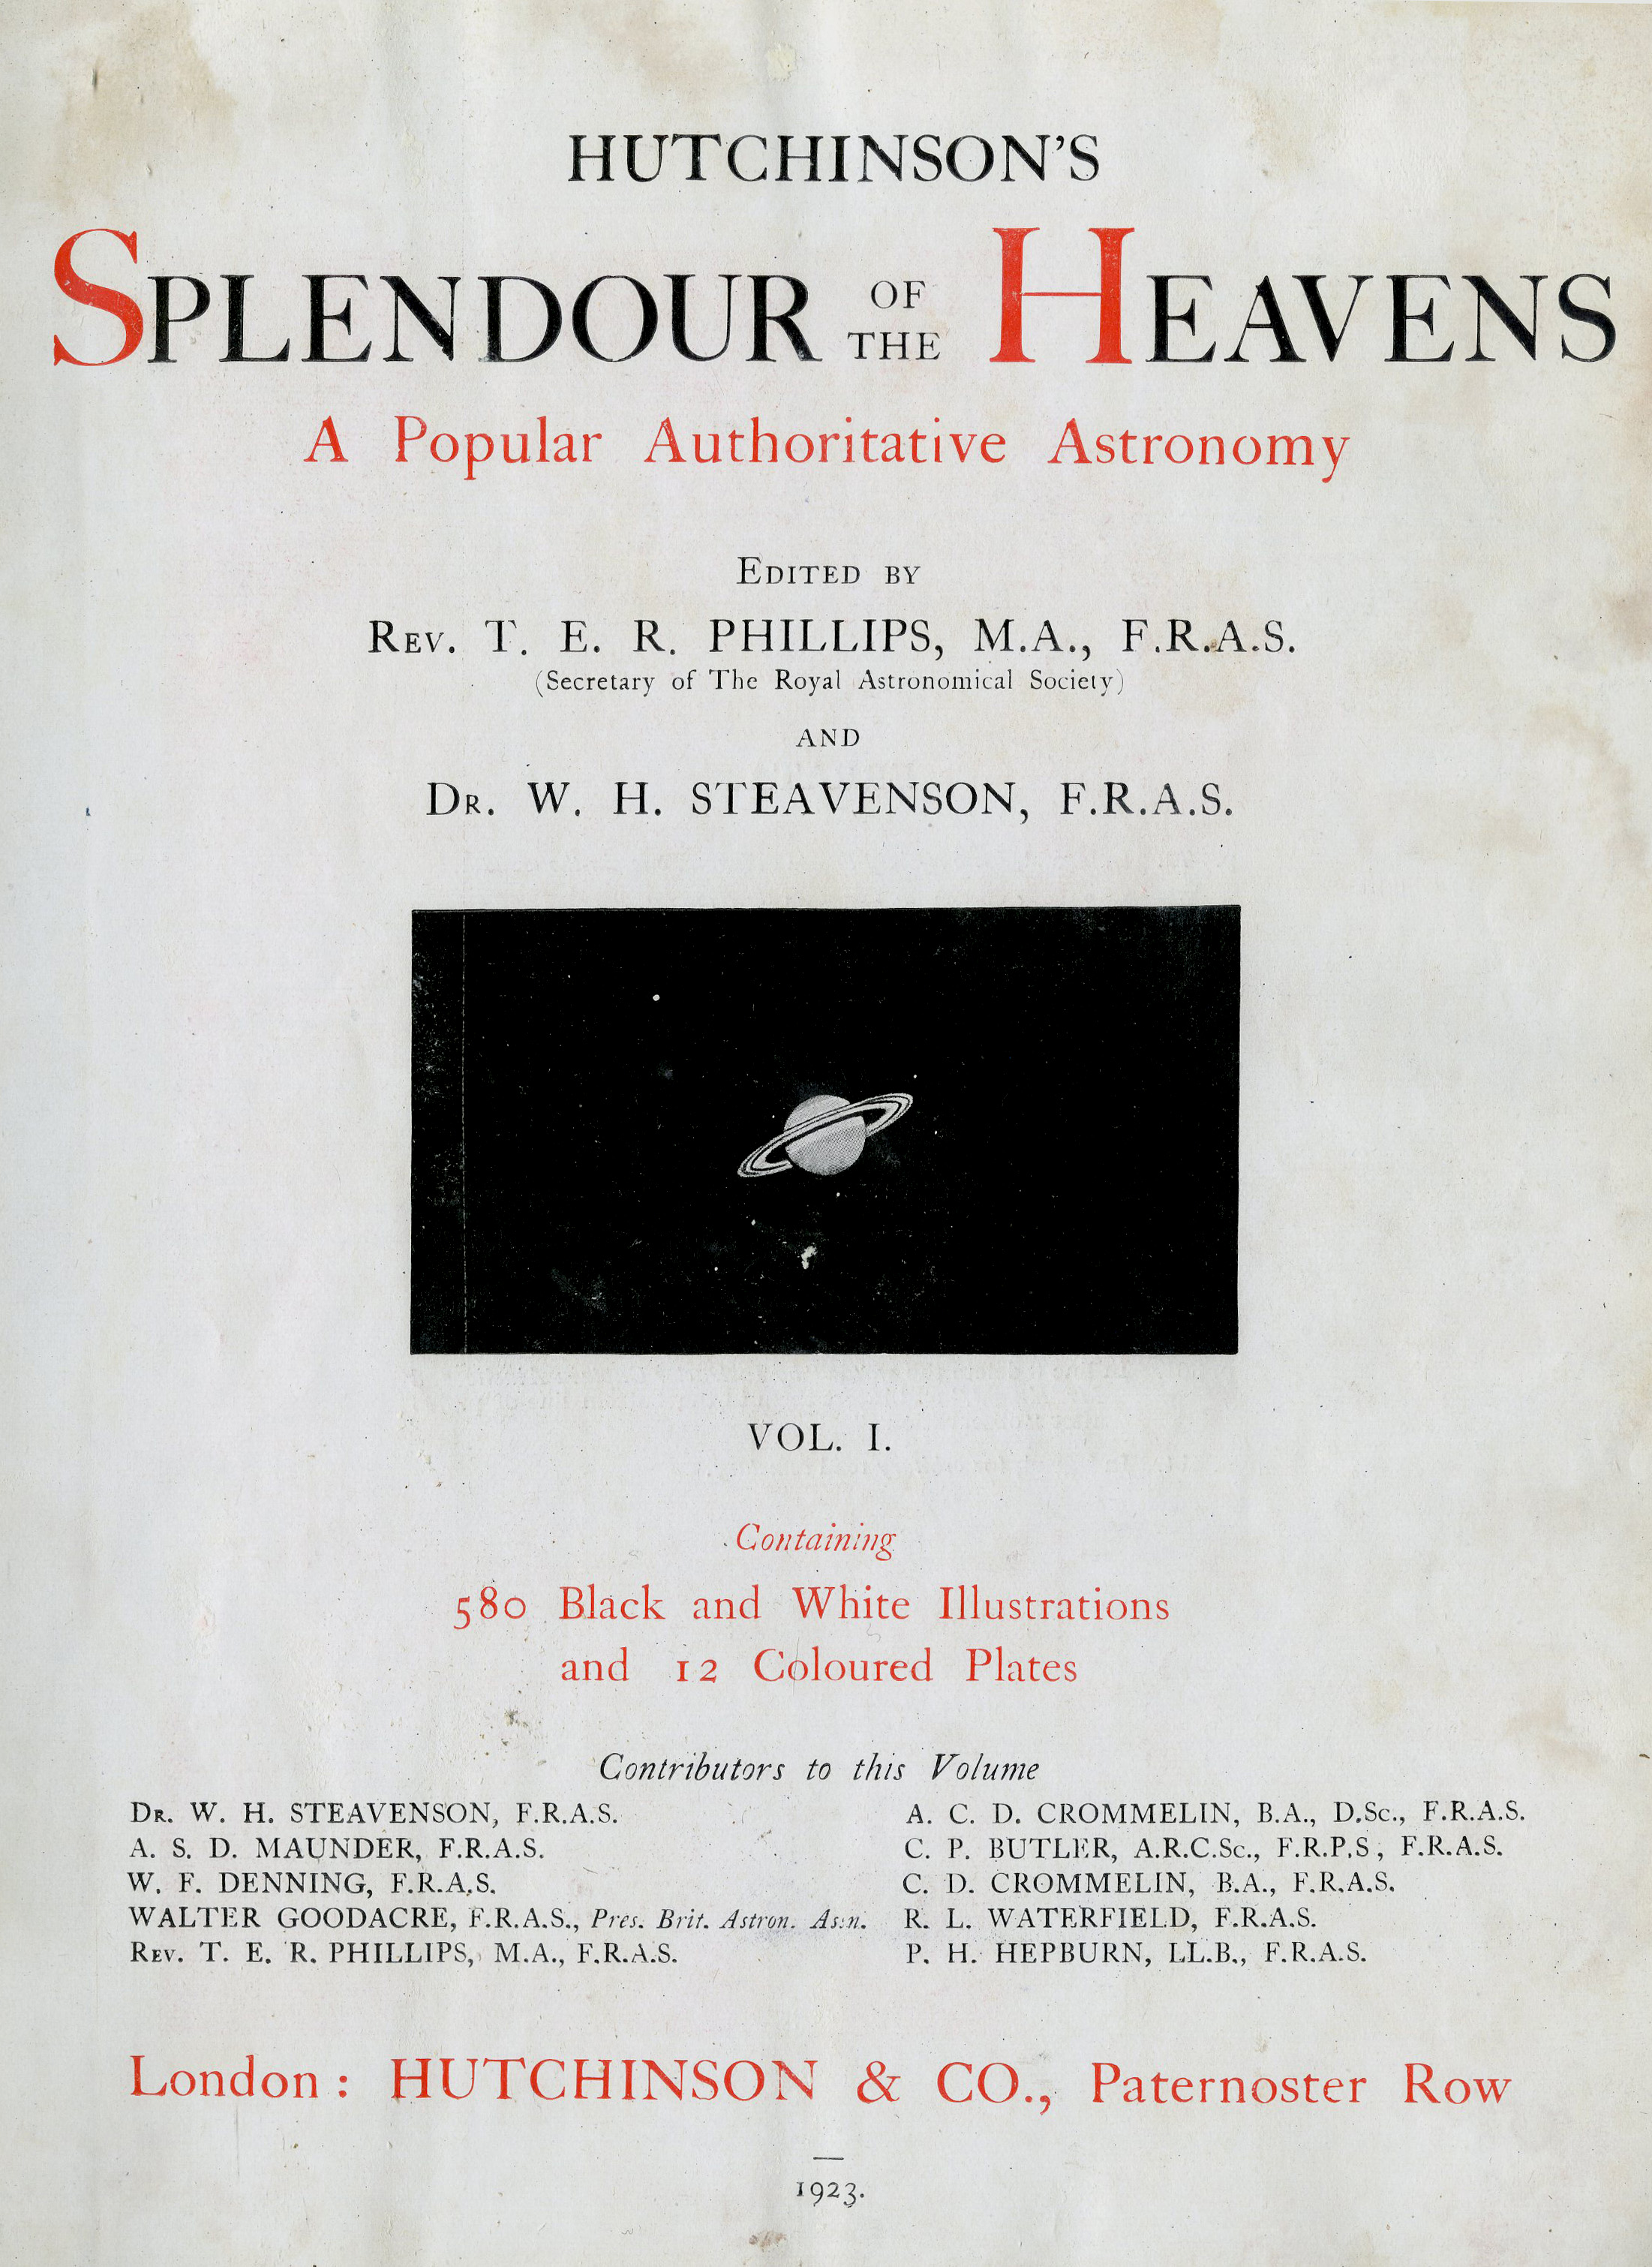 HUTCHINSON'S
SPLENDOUR OF THE HEAVENS
A Popular Authoritative Astronomy
EDITED BY
REV. T. E. R. PHILLIPS, M.A., F.R.A.S.
(Secretary of The Royal Astronomical Society)
AND
DR. W. H. STEAVENSON, F.R.A.S.
VOL. I.
Containing
580 Black and White Illustrations
and 12 Coloured Plates
Contributors to this Volume
DR. W. H. STEAVENSON, F.R.A.S.
A. S. D. MAUNDER, F.R.A.S.
W. F. DENNING, F.R.A.S.
WALTER GOODACRE, F.R.A.S., Pres. Brit. Astron. Assn.
REV. T. E. R. PHILLIPS, M.A., F.R.A.S.
A. C. D. CROMMELIN, B.A., D.Sc., F.R.A.S.
C. P. BUTLER, A.R.C.Sc., F.R.P.S, F.R.A.S.
C. D. CROMMELIN, B.A., F.R.A.S.
R. L. WATERFIELD, F.R.A.S.
P. H. HEPBURN, LL.B., F.R.A.S.
London: HUTCHINSON & CO., Paternoster Row
1923.